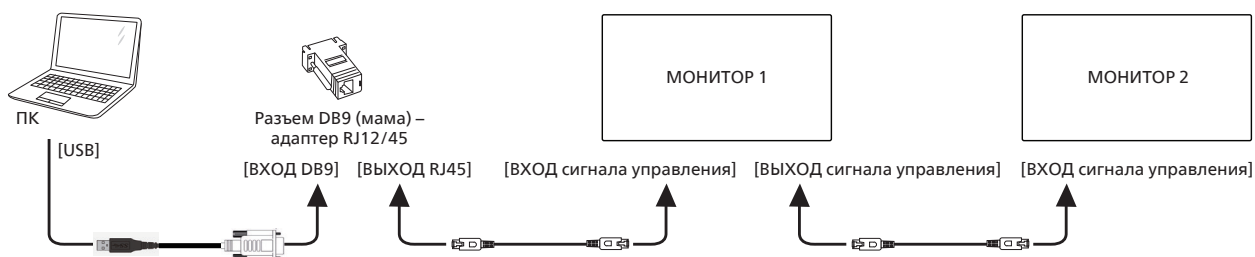 МОНИТОР 1
МОНИТОР 2
ПК
Разъем DB9 (мама) –
адаптер RJ12/45
[USB]
[ВХОД DB9]
[ВЫХОД RJ45]
[ВХОД сигнала управления]
[ВЫХОД сигнала управления]
[ВХОД сигнала управления]